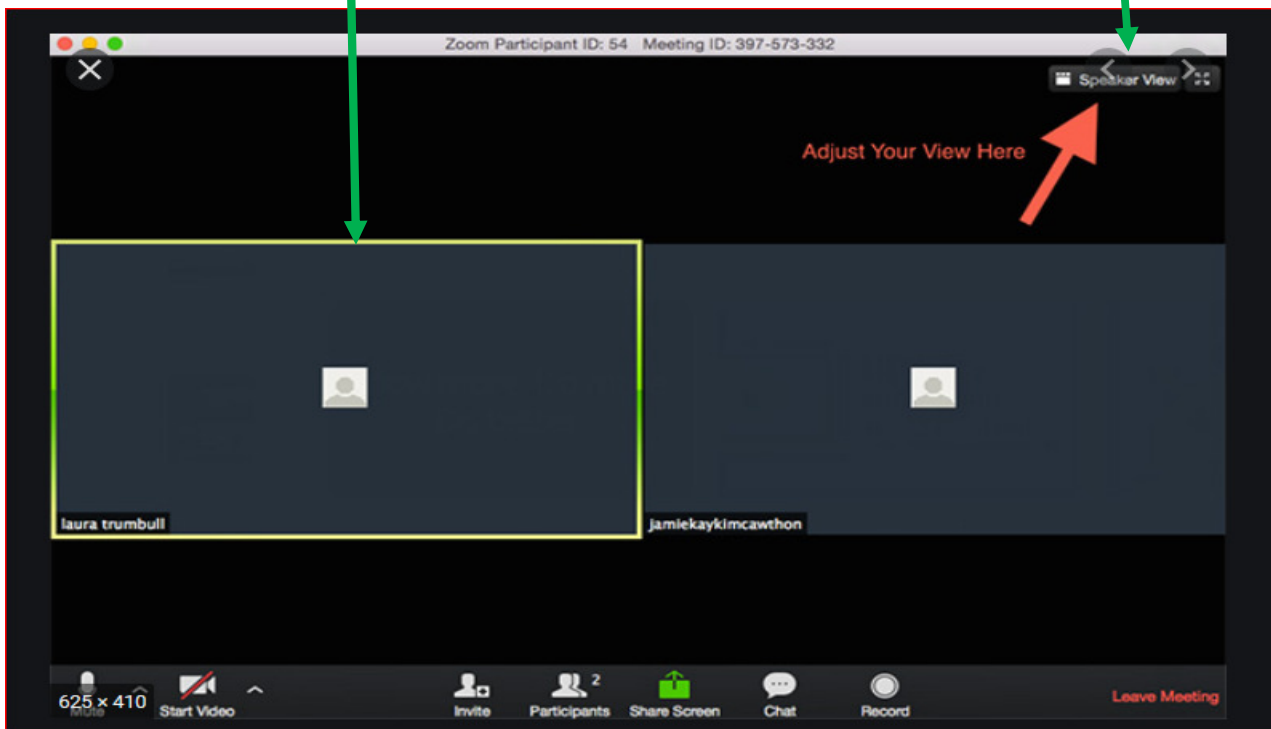 Zoom Participant ID: 54 Meeting ID: 397-573-332
Speaker View
Adjust Your View Here
laura trumbull
jamiekaykimcawthon
625 × 410
Mute
Start Video
Invite
Participants
2
Share Screen
Chat
Record
Leave Meeting